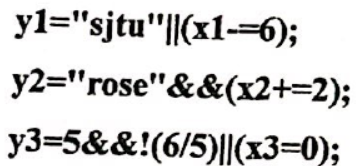 y1="sjtu"||(x1-=6);
y2="rose"&&(x2+=2);
y3=5&&!(6/5)||(x3=0);